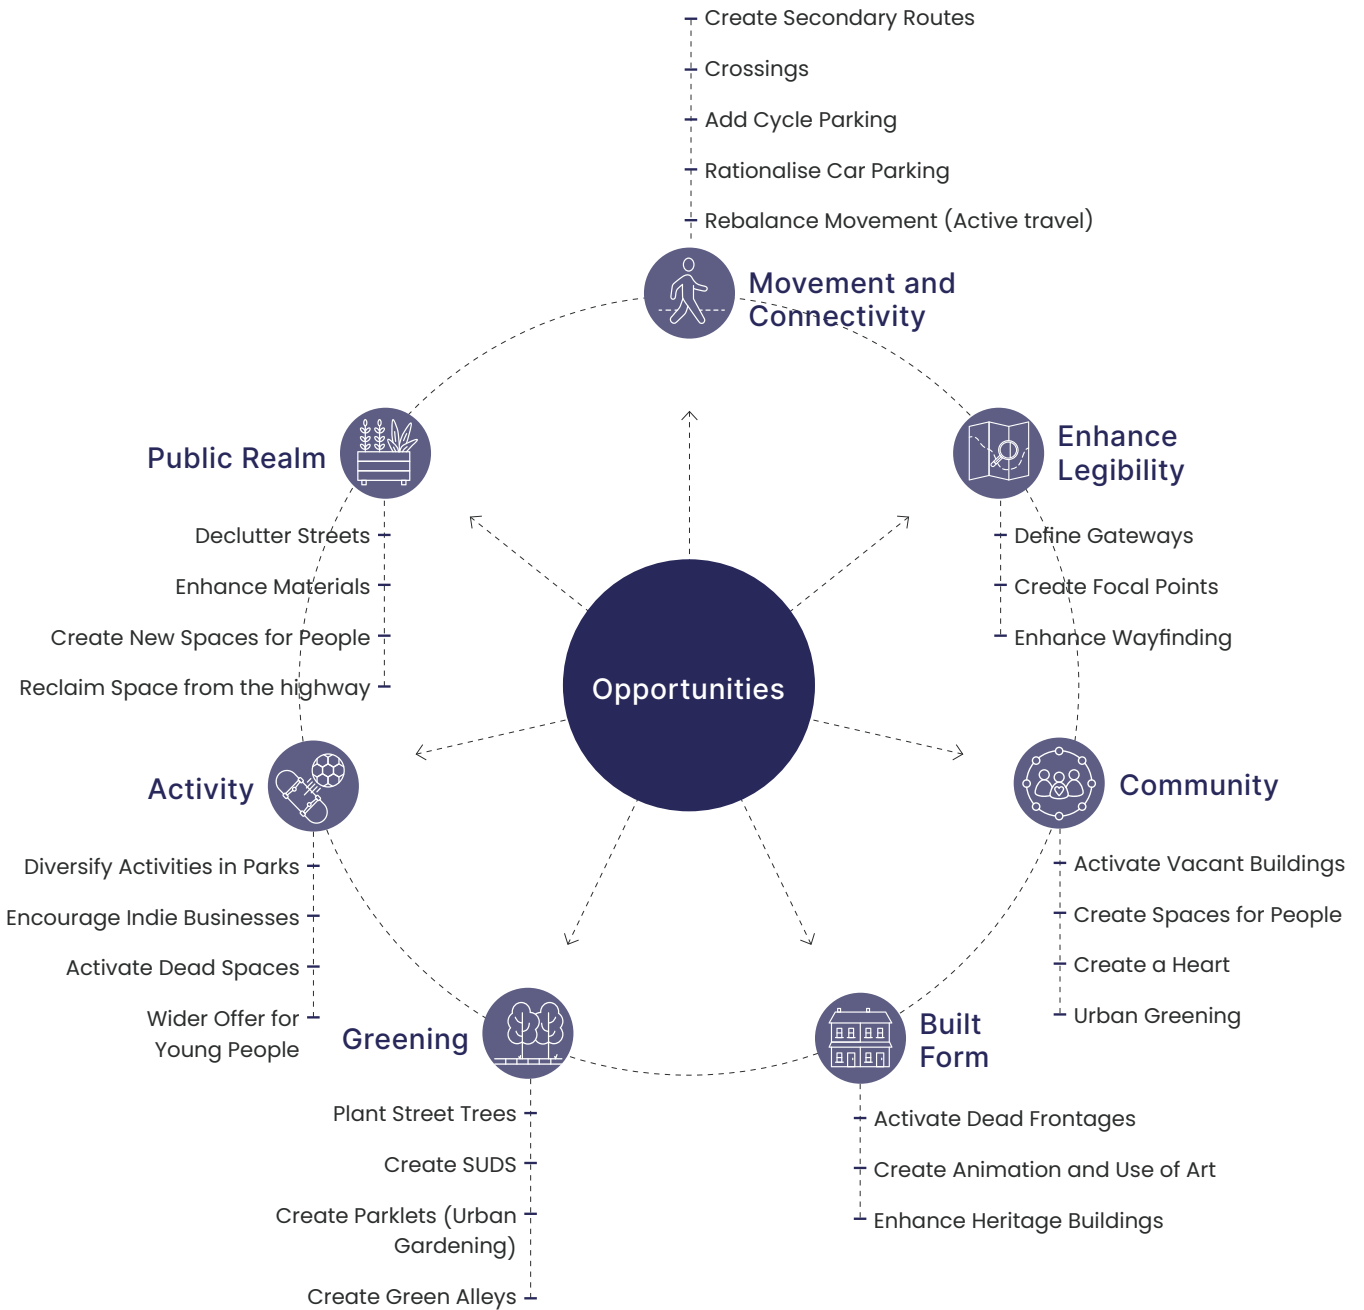 Create Secondary Routes
Crossings
Add Cycle Parking
Rationalise Car Parking
Rebalance Movement (Active travel)
Movement and
Connectivity
Enhance
Legibility
Define Gateways
Create Focal Points
Enhance Wayfinding
Public Realm
Declutter Streets
Enhance Materials
Create New Spaces for People
Reclaim Space from the highway
Opportunities
Community
Activate Vacant Buildings
Create Spaces for People
Create a Heart
Urban Greening
Activity
Diversify Activities in Parks
Encourage Indie Businesses
Activate Dead Spaces
Wider Offer for
Young People
Greening
Plant Street Trees
Create SUDS
Create Parklets (Urban
Gardening)
Create Green Alleys
Built
Form
Activate Dead Frontages
Create Animation and Use of Art
Enhance Heritage Buildings